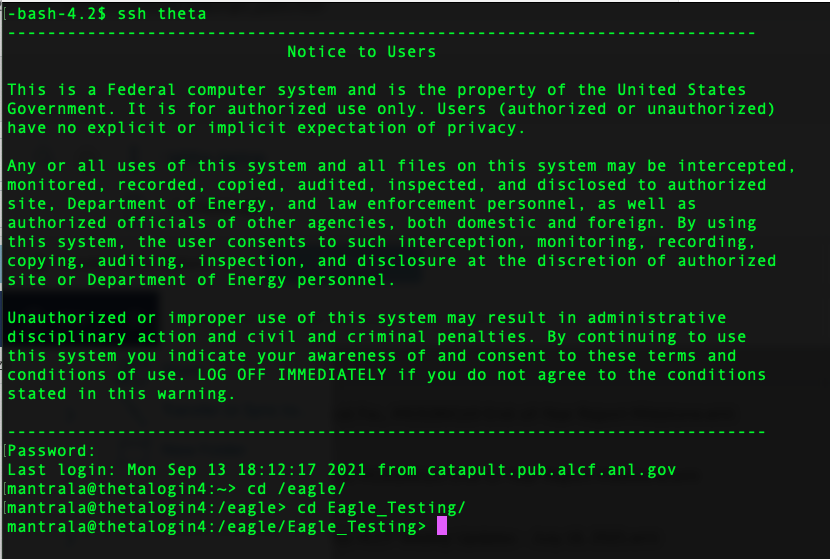 [-bash-4.2$ ssh theta
---------------------------------------------------------------------------
Notice to Users
This is a Federal computer system and is the property of the United States
Government. It is for authorized use only. Users (authorized or unauthorized)
have no explicit or implicit expectation of privacy.
Any or all uses of this system and all files on this system may be intercepted,
monitored, recorded, copied, audited, inspected, and disclosed to authorized
site, Department of Energy, and law enforcement personnel, as well as
authorized officials of other agencies, both domestic and foreign. By using
this system, the user consents to such interception, monitoring, recording,
copying, auditing, inspection, and disclosure at the discretion of authorized
site or Department of Energy personnel.
Unauthorized or improper use of this system may result in administrative
disciplinary action and civil and criminal penalties. By continuing to use
this system you indicate your awareness of and consent to these terms and
conditions of use. LOG OFF IMMEDIATELY if you do not agree to the conditions
stated in this warning.
----------------------------------------------------------------------------
[Password:
Last login: Mon Sep 13 18:12:17 2021 from catapult.pub.alcf.anl.gov
[mantrala@thetalogin4:~> cd /eagle/
[mantrala@thetalogin4:/eagle> cd Eagle_Testing/
mantrala@thetalogin4:/eagle/Eagle_Testing>